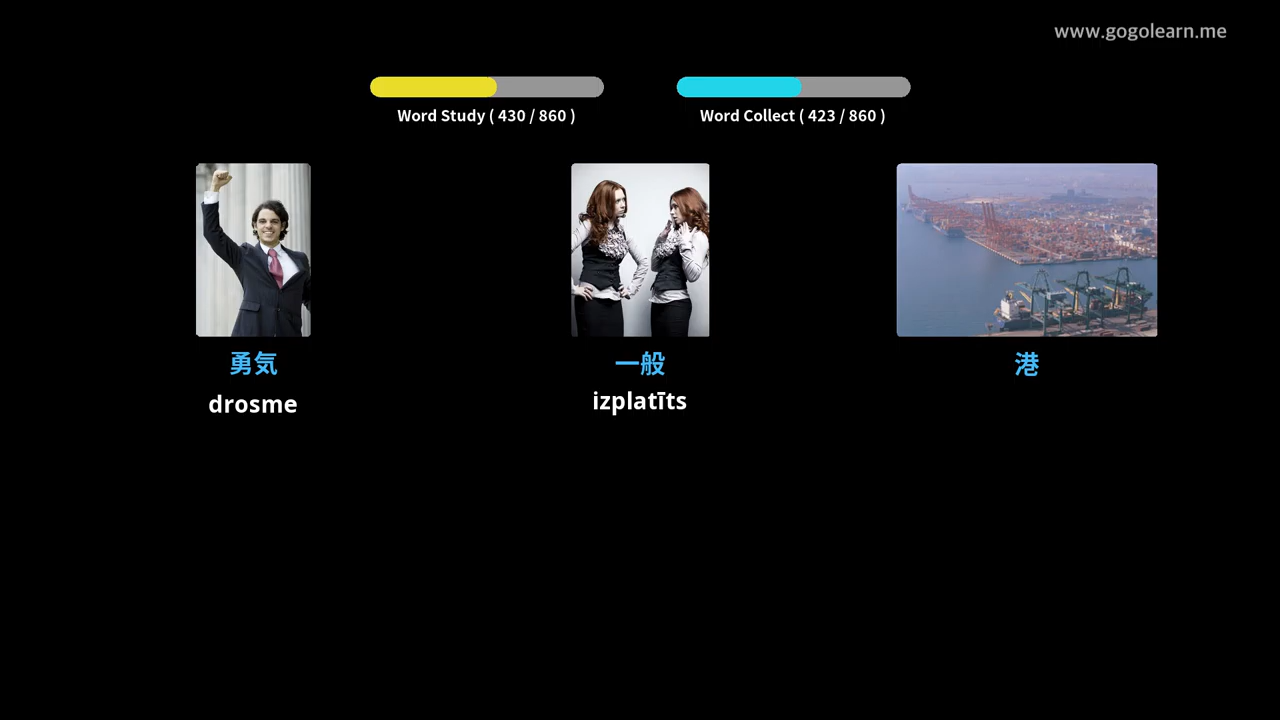 www.gogolearn.me
Word Study ( 430 / 860 )
Word Collect ( 423 / 860 )
勇気
一般
港
drosme
izplatīts